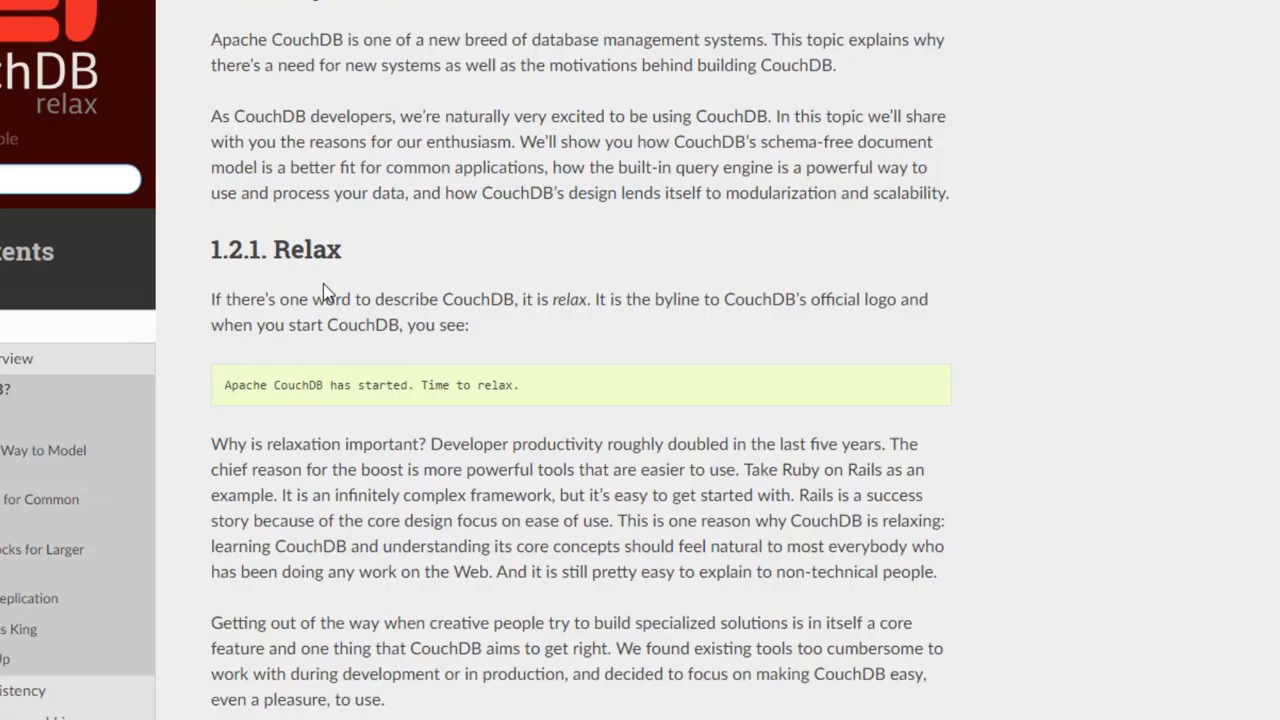 chDB
relax
ple
tents
rview
B?
Way to Model
for Common
ocks for Larger
eplication
s King
Up
istency
Apache CouchDB is one of a new breed of database management systems. This topic explains why
there's a need for new systems as well as the motivations behind building CouchDB.
As CouchDB developers, we're naturally very excited to be using CouchDB. In this topic we'll share
with you the reasons for our enthusiasm. We'll show you how CouchDB's schema-free document
model is a better fit for common applications, how the built-in query engine is a powerful way to
use and process your data, and how CouchDB's design lends itself to modularization and scalability.
1.2.1. Relax
If there's one word to describe CouchDB, it is relax. It is the byline to CouchDB's official logo and
when you start CouchDB, you see:
Apache CouchDB has started. Time to relax.
Why is relaxation important? Developer productivity roughly doubled in the last five years. The
chief reason for the boost is more powerful tools that are easier to use. Take Ruby on Rails as an
example. It is an infinitely complex framework, but it's easy to get started with. Rails is a success
story because of the core design focus on ease of use. This is one reason why CouchDB is relaxing:
learning CouchDB and understanding its core concepts should feel natural to most everybody who
has been doing any work on the Web. And it is still pretty easy to explain to non-technical people.
Getting out of the way when creative people try to build specialized solutions is in itself a core
feature and one thing that CouchDB aims to get right. We found existing tools too cumbersome to
work with during development or in production, and decided to focus on making CouchDB easy,
even a pleasure, to use.